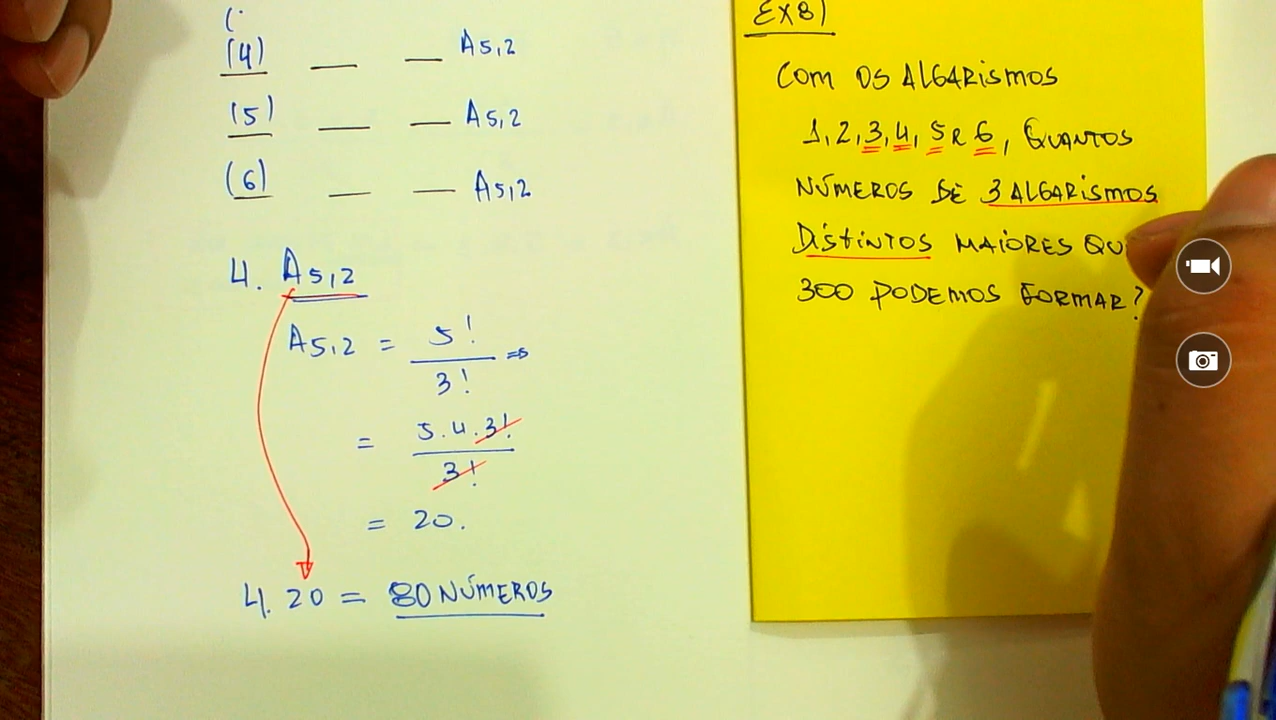 (4) __ __ A5,2
(5) __ __ A5,2
(6) __ __ A5,2
4. A5,2
A5,2 = 5!/3! ⇒
= 5.4.3!/3!
= 20.
4. 20 = 80 NÚMEROS
EX8)
COM OS ALGARISMOS
1, 2, 3, 4, 5 E 6, QUANTOS
NÚMEROS DE 3 ALGARISMOS
DISTINTOS MAIORES QU
300 PODEMOS FORMAR?